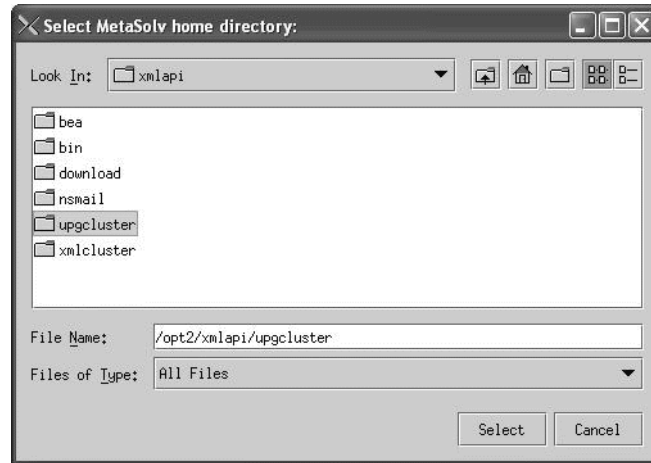 Select MetaSolv home directory:
Look In: xmlapi
bea
bin
download
nsmail
upgcluster
xmlcluster
File Name: /opt2/xmlapi/upgcluster
Files of Type: All Files
Select Cancel